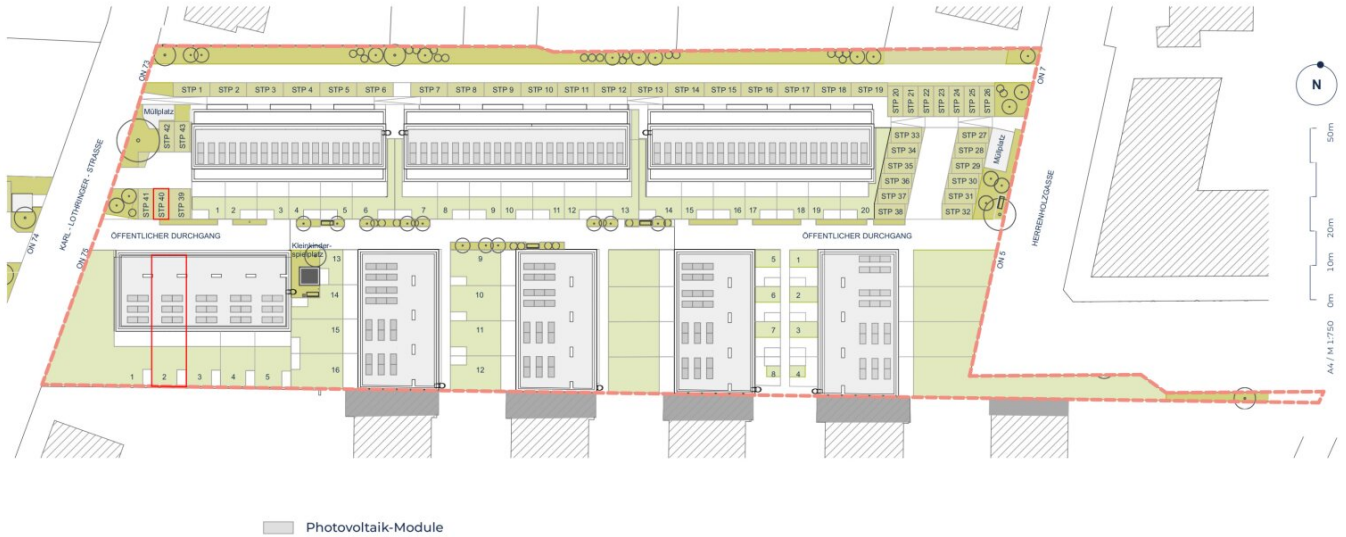 ON 73
STP 1
STP 2
STP 3
STP 4
STP 5
STP 6
STP 7
STP 8
STP 9
STP 10
STP 11
STP 12
STP 13
STP 14
STP 15
STP 16
STP 17
STP 18
STP 19
STP 20
STP 21
STP 22
STP 23
STP 24
STP 25
STP 26
ON 7
N
Müllplatz
STP 42
STP 43
STP 33
STP 34
STP 35
STP 36
STP 37
STP 38
STP 27
STP 28
STP 29
STP 30
STP 31
STP 32
Müllplatz
KARL - LOTHRINGER - STRASSE
STP 41
STP 40
STP 39
1
2
3
4
5
6
7
8
9
10
11
12
13
14
15
16
17
18
19
20
HERRENHOLZGASSE
ON 74
ON 75
ÖFFENTLICHER DURCHGANG
ÖFFENTLICHER DURCHGANG
ON 5
Kleinkinder-
spielplatz
13
14
15
16
9
10
11
12
5
6
7
8
1
2
3
4
1
2
3
4
5
50m
20m
10m
0m
A4 / M 1:750
Photovoltaik-Module